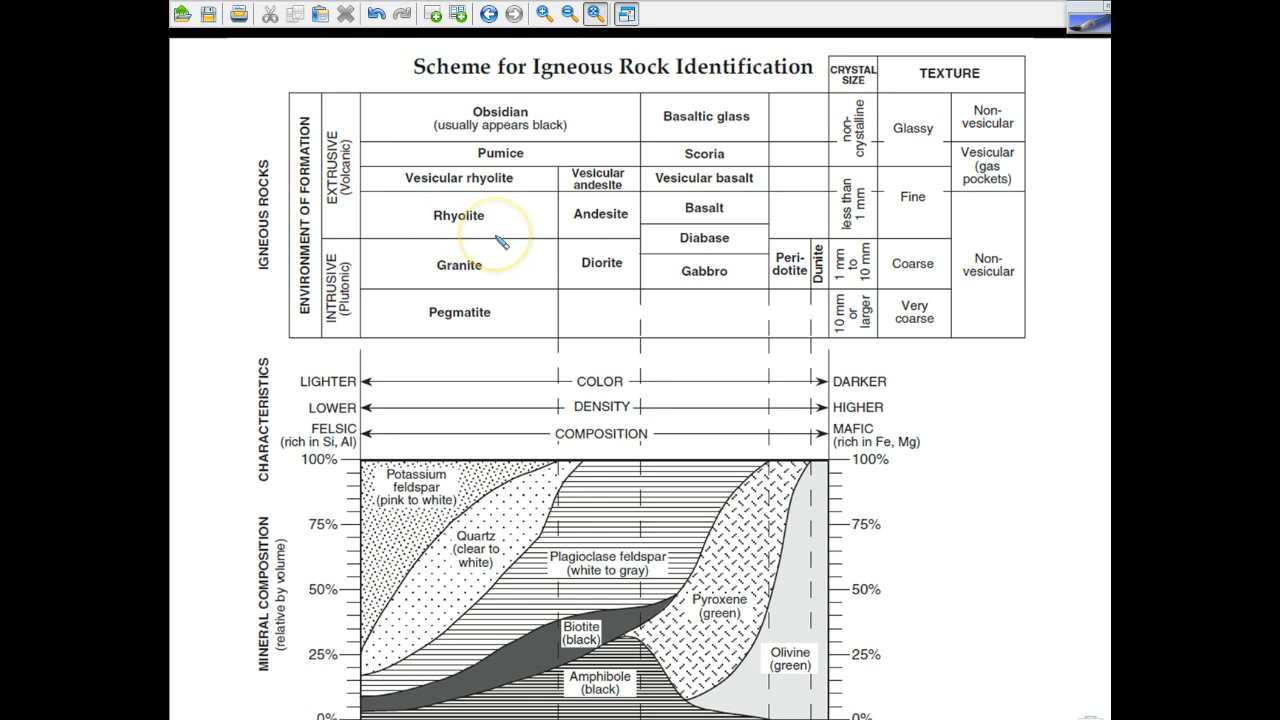 Scheme for Igneous Rock Identification
CRYSTAL
SIZE
TEXTURE
IGNEOUS ROCKS
ENVIRONMENT OF FORMATION
EXTRUSIVE
(Volcanic)
INTRUSIVE
(Plutonic)
Obsidian
(usually appears black)
Basaltic glass
non-
crystalline
Glassy
Non-
vesicular
Pumice
Scoria
Vesicular
(gas
pockets)
Vesicular rhyolite
Vesicular
andesite
Vesicular basalt
less than
1 mm
Fine
Rhyolite
Andesite
Basalt
Diabase
Granite
Diorite
Gabbro
Peri-
dotite
Dunite
1 mm
to
10 mm
Coarse
Non-
vesicular
Pegmatite
10 mm
or
larger
Very
coarse
CHARACTERISTICS
LIGHTER
COLOR
DARKER
LOWER
DENSITY
HIGHER
FELSIC
(rich in Si, Al)
COMPOSITION
MAFIC
(rich in Fe, Mg)
MINERAL COMPOSITION
(relative by volume)
100%
100%
Potassium
feldspar
(pink to white)
75%
75%
Quartz
(clear to
white)
Plagioclase feldspar
(white to gray)
50%
50%
Pyroxene
(green)
Biotite
(black)
25%
25%
Olivine
(green)
Amphibole
(black)
0%
0%